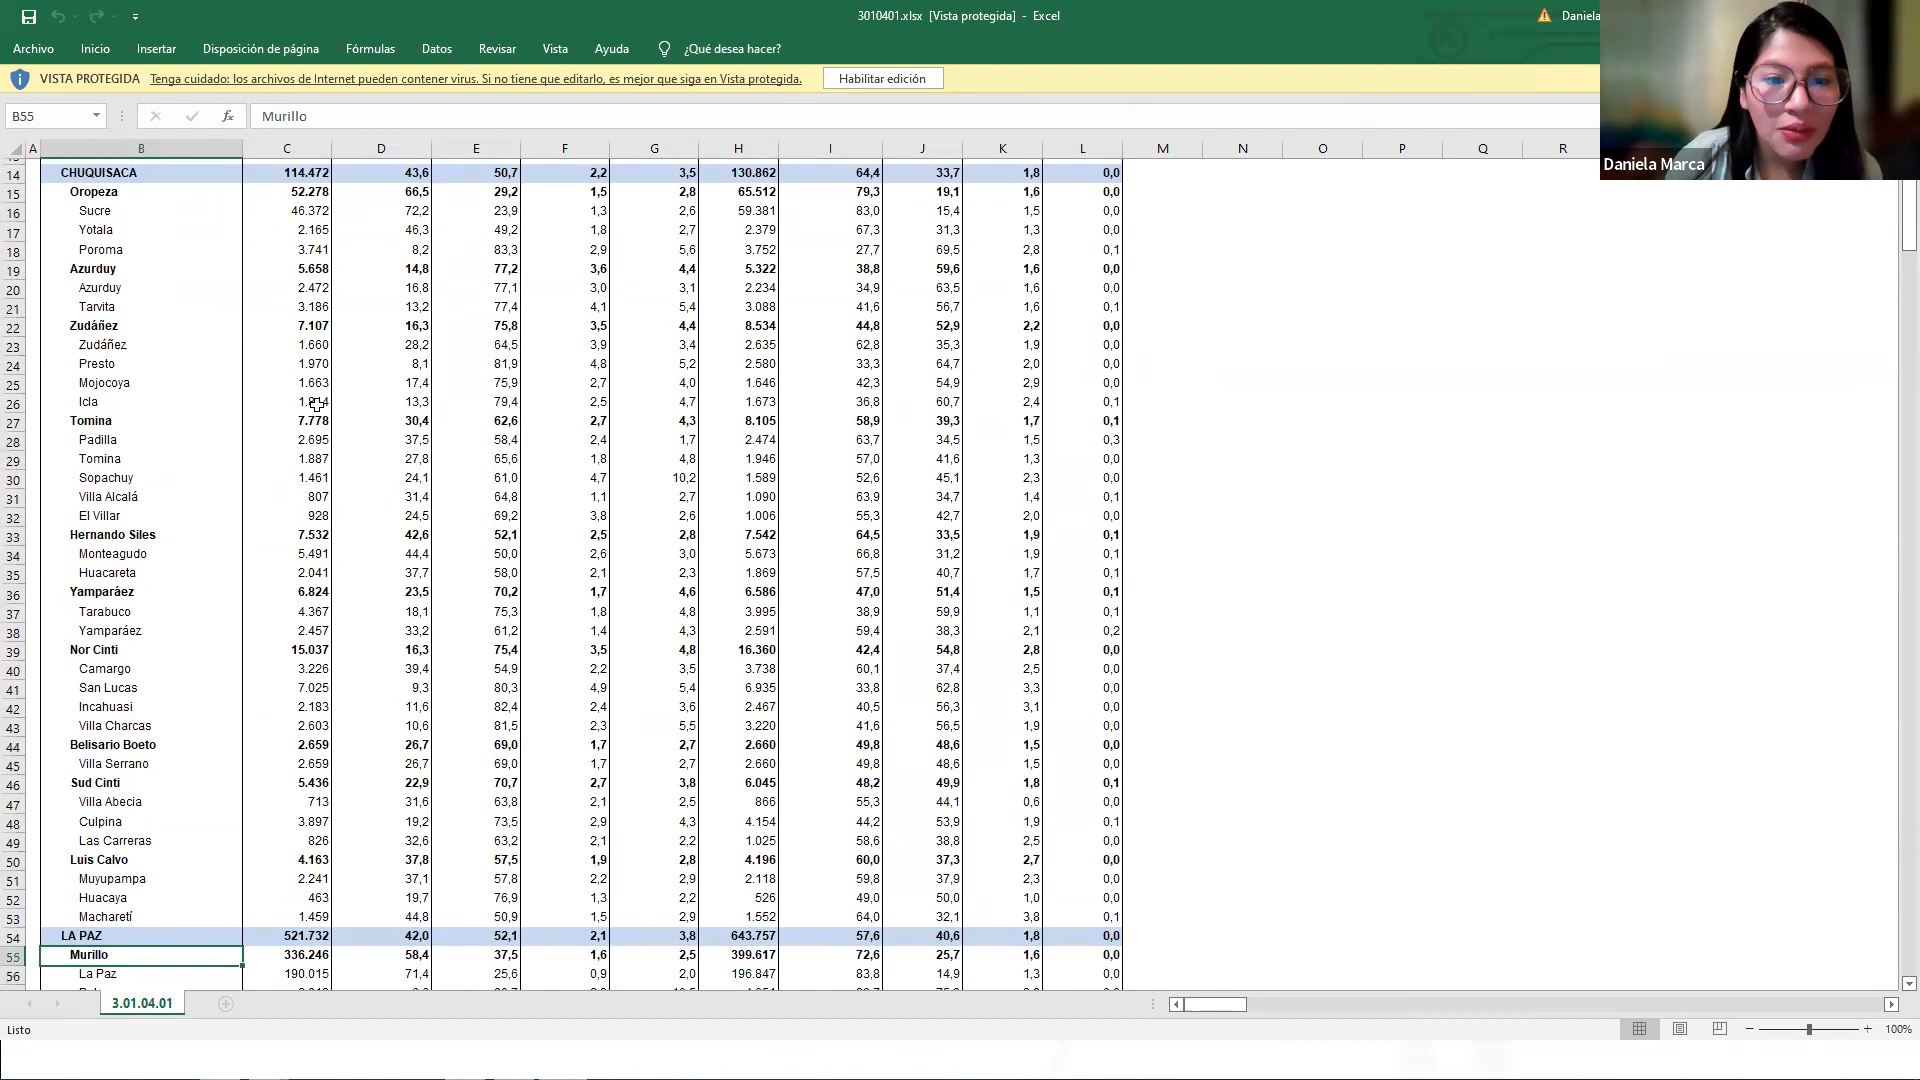 3010401.xlsx [Vista protegida] - Excel
Daniela
Archivo Inicio Insertar Disposición de página Fórmulas Datos Revisar Vista Ayuda ¿Qué desea hacer?
VISTA PROTEGIDA Tenga cuidado: los archivos de Internet pueden contener virus. Si no tiene que editarlo, es mejor que siga en Vista protegida. Habilitar edición
B55 fx Murillo
Daniela Marca
A B C D E F G H I J K L M N O P Q R
14 CHUQUISACA 114.472 43,6 50,7 2,2 3,5 130.862 64,4 33,7 1,8 0,0
15 Oropeza 52.278 66,5 29,2 1,5 2,8 65.512 79,3 19,1 1,6 0,0
16 Sucre 46.372 72,2 23,9 1,3 2,6 59.381 83,0 15,4 1,5 0,0
17 Yotala 2.165 46,3 49,2 1,8 2,7 2.379 67,3 31,3 1,3 0,0
18 Poroma 3.741 8,2 83,3 2,9 5,6 3.752 27,7 69,5 2,8 0,1
19 Azurduy 5.658 14,8 77,2 3,6 4,4 5.322 38,8 59,6 1,6 0,0
20 Azurduy 2.472 16,8 77,1 3,0 3,1 2.234 34,9 63,5 1,6 0,0
21 Tarvita 3.186 13,2 77,4 4,1 5,4 3.088 41,6 56,7 1,6 0,1
22 Zudáñez 7.107 16,3 75,8 3,5 4,4 8.534 44,8 52,9 2,2 0,0
23 Zudáñez 1.660 28,2 64,5 3,9 3,4 2.635 62,8 35,3 1,9 0,0
24 Presto 1.970 8,1 81,9 4,8 5,2 2.580 33,3 64,7 2,0 0,0
25 Mojocoya 1.663 17,4 75,9 2,7 4,0 1.646 42,3 54,9 2,9 0,0
26 Icla 13,3 79,4 2,5 4,7 1.673 36,8 60,7 2,4 0,1
27 Tomina 7.778 30,4 62,6 2,7 4,3 8.105 58,9 39,3 1,7 0,1
28 Padilla 2.695 37,5 58,4 2,4 1,7 2.474 63,7 34,5 1,5 0,3
29 Tomina 1.887 27,8 65,6 1,8 4,8 1.946 57,0 41,6 1,3 0,0
30 Sopachuy 1.461 24,1 61,0 4,7 10,2 1.589 52,6 45,1 2,3 0,0
31 Villa Alcalá 807 31,4 64,8 1,1 2,7 1.090 63,9 34,7 1,4 0,1
32 El Villar 928 24,5 69,2 3,8 2,6 1.006 55,3 42,7 2,0 0,0
33 Hernando Siles 7.532 42,6 52,1 2,5 2,8 7.542 64,5 33,5 1,9 0,1
34 Monteagudo 5.491 44,4 50,0 2,6 3,0 5.673 66,8 31,2 1,9 0,1
35 Huacareta 2.041 37,7 58,0 2,1 2,3 1.869 57,5 40,7 1,7 0,1
36 Yamparáez 6.824 23,5 70,2 1,7 4,6 6.586 47,0 51,4 1,5 0,1
37 Tarabuco 4.367 18,1 75,3 1,8 4,8 3.995 38,9 59,9 1,1 0,1
38 Yamparáez 2.457 33,2 61,2 1,4 4,3 2.591 59,4 38,3 2,1 0,2
39 Nor Cinti 15.037 16,3 75,4 3,5 4,8 16.360 42,4 54,8 2,8 0,0
40 Camargo 3.226 39,4 54,9 2,2 3,5 3.738 60,1 37,4 2,5 0,0
41 San Lucas 7.025 9,3 80,3 4,9 5,4 6.935 33,8 62,8 3,3 0,0
42 Incahuasi 2.183 11,6 82,4 2,4 3,6 2.467 40,5 56,3 3,1 0,0
43 Villa Charcas 2.603 10,6 81,5 2,3 5,5 3.220 41,6 56,5 1,9 0,0
44 Belisario Boeto 2.659 26,7 69,0 1,7 2,7 2.660 49,8 48,6 1,5 0,0
45 Villa Serrano 2.659 26,7 69,0 1,7 2,7 2.660 49,8 48,6 1,5 0,0
46 Sud Cinti 5.436 22,9 70,7 2,7 3,8 6.045 48,2 49,9 1,8 0,1
47 Villa Abecia 713 31,6 63,8 2,1 2,5 866 55,3 44,1 0,6 0,0
48 Culpina 3.897 19,2 73,5 2,9 4,3 4.154 44,2 53,9 1,9 0,1
49 Las Carreras 826 32,6 63,2 2,1 2,2 1.025 58,6 38,8 2,5 0,0
50 Luis Calvo 4.163 37,8 57,5 1,9 2,8 4.196 60,0 37,3 2,7 0,0
51 Muyupampa 2.241 37,1 57,8 2,2 2,9 2.118 59,8 37,9 2,3 0,0
52 Huacaya 463 19,7 76,9 1,3 2,2 526 49,0 50,0 1,0 0,0
53 Macharetí 1.459 44,8 50,9 1,5 2,9 1.552 64,0 32,1 3,8 0,1
54 LA PAZ 521.732 42,0 52,1 2,1 3,8 643.757 57,6 40,6 1,8 0,0
55 Murillo 336.246 58,4 37,5 1,6 2,5 399.617 72,6 25,7 1,6 0,0
56 La Paz 190.015 71,4 25,6 0,9 2,0 196.847 83,8 14,9 1,3 0,0
3.01.04.01
Listo
100%